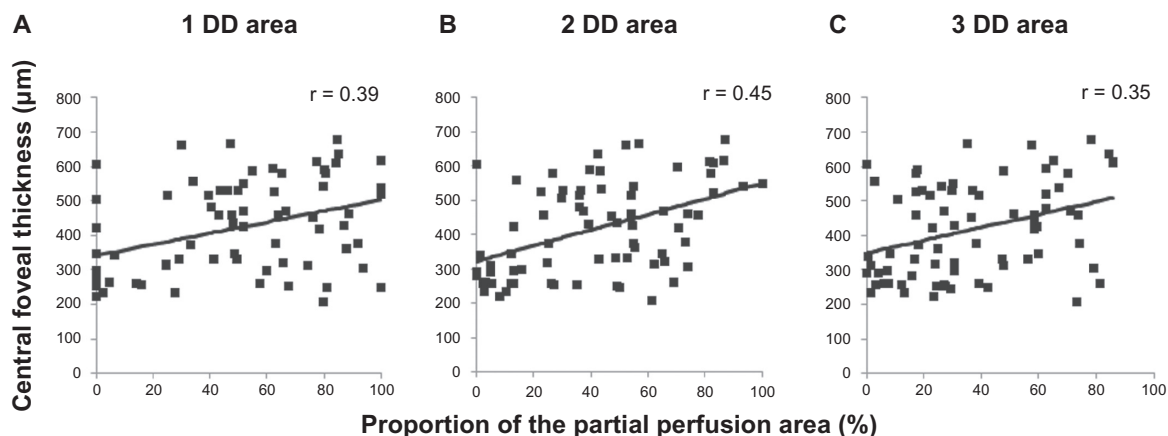 A 1 DD area B 2 DD area C 3 DD area
r = 0.39 r = 0.45 r = 0.35
Central foveal thickness (μm)
800 800 800
700 700 700
600 600 600
500 500 500
400 400 400
300 300 300
200 200 200
100 100 100
0 0 0
0 20 40 60 80 100 0 20 40 60 80 100 0 20 40 60 80 100
Proportion of the partial perfusion area (%)